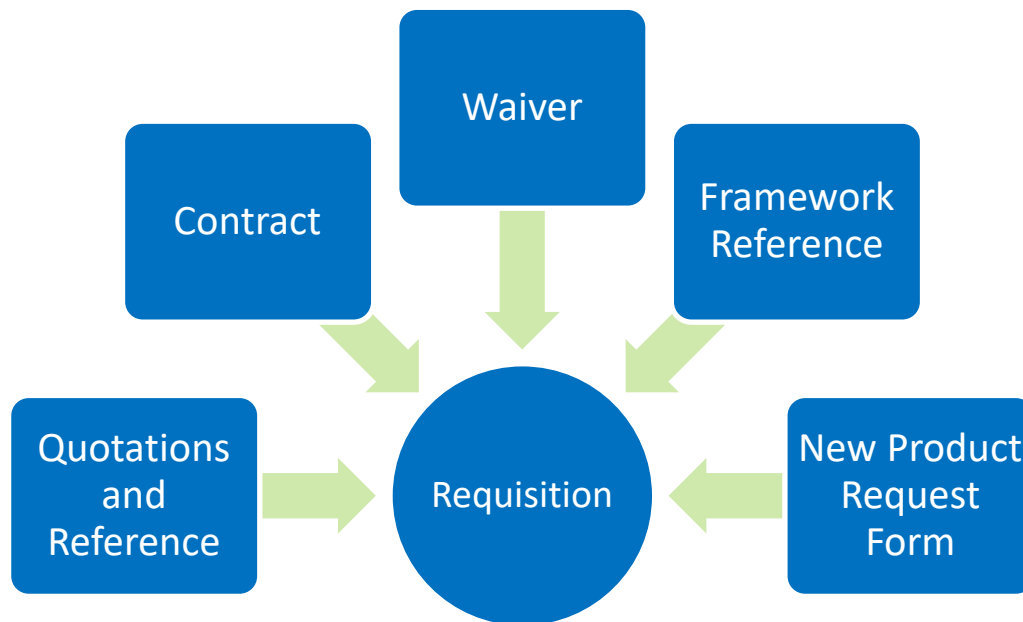 Waiver
Contract
Framework
Reference
Quotations
and
Reference
Requisition
New Product
Request
Form